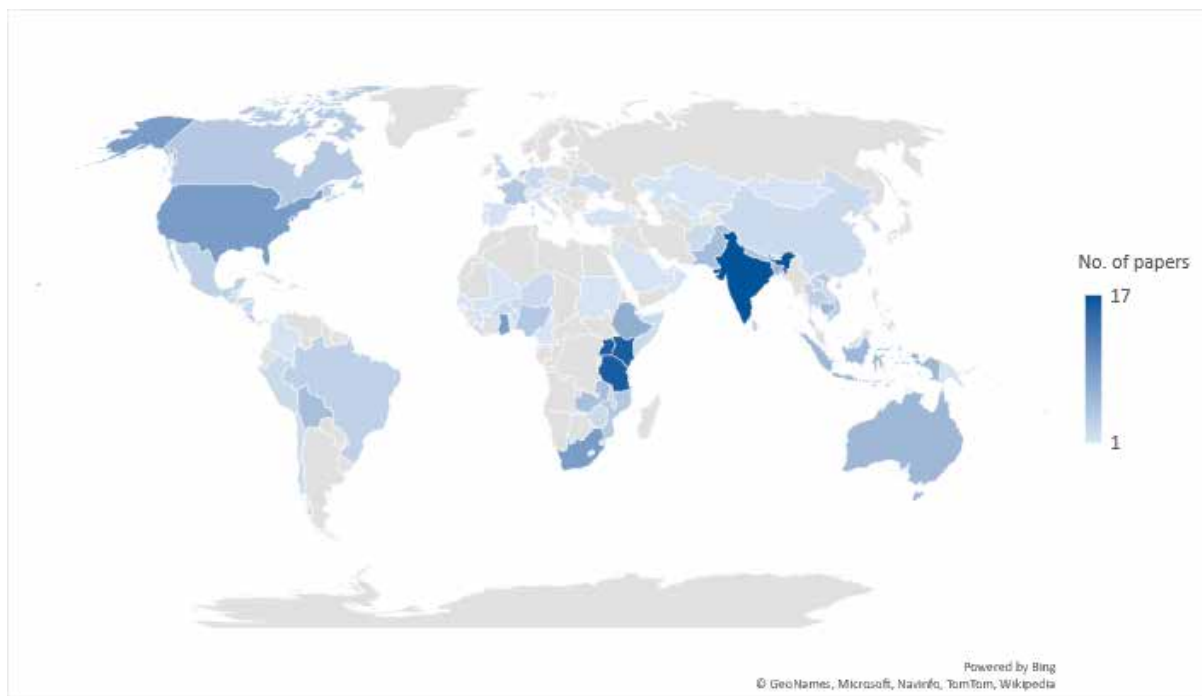 No. of papers
17
1
Powered by Bing
© GeoNames, Microsoft, Navinfo, TomTom, Wikipedia